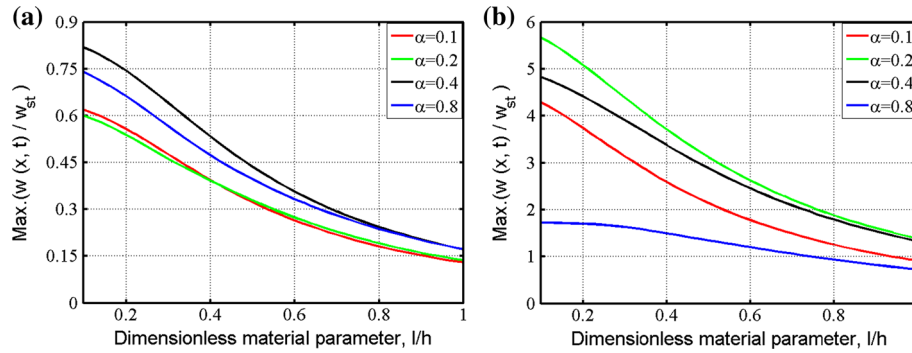 (a)
0.9
0.75
0.6
0.45
0.3
0.15
0
Max.(w (x, t) / w_st)
α=0.1
α=0.2
α=0.4
α=0.8
0.2 0.4 0.6 0.8 1
Dimensionless material parameter, l/h
(b)
6
5
4
3
2
1
0
Max.(w (x, t) / w_st)
α=0.1
α=0.2
α=0.4
α=0.8
0.2 0.4 0.6 0.8
Dimensionless material parameter, l/h